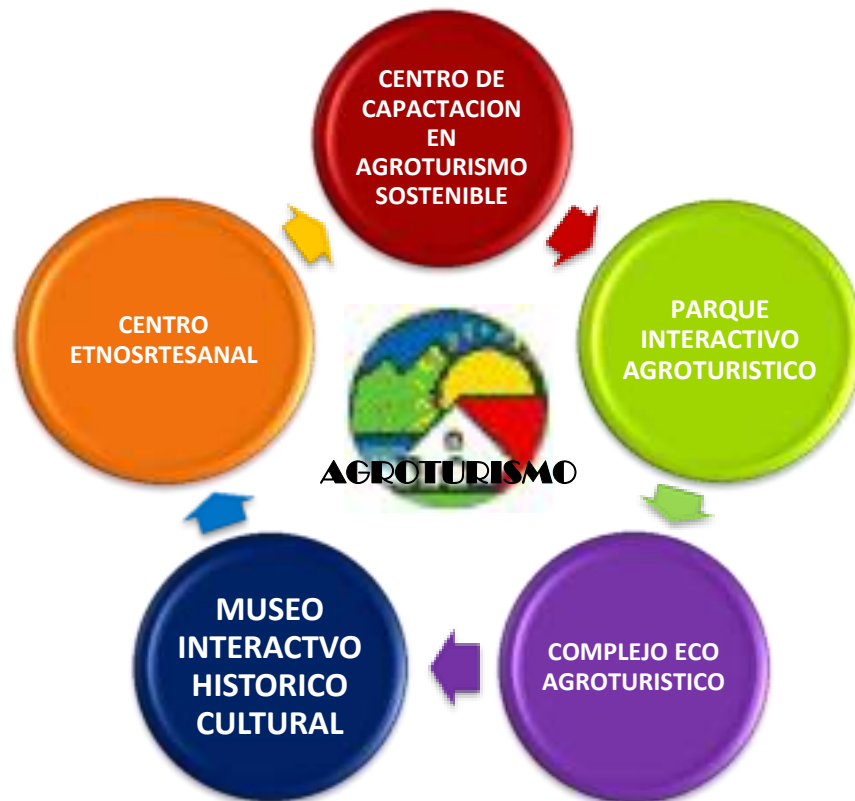 CENTRO DE
CAPACTACION
EN
AGROTURISMO
SOSTENIBLE
PARQUE
INTERACTIVO
AGROTURISTICO
COMPLEJO ECO
AGROTURISTICO
MUSEO
INTERACTVO
HISTORICO
CULTURAL
CENTRO
ETNOSRTESANAL
AGROTURISMO